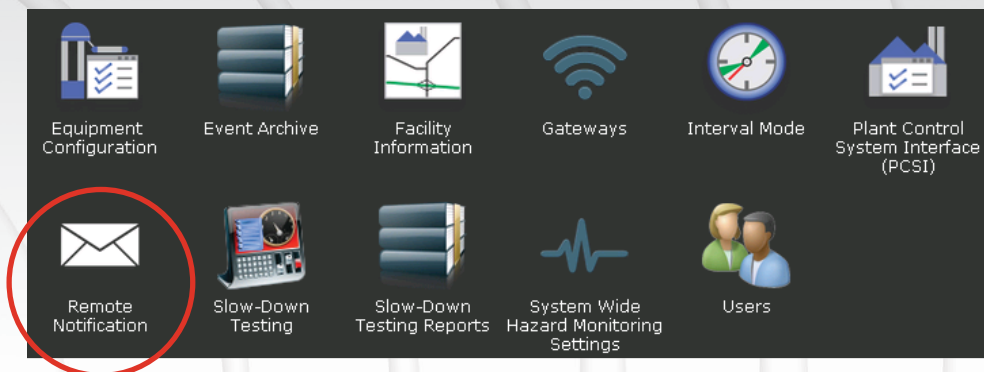 Equipment
Configuration
Event Archive
Facility
Information
Gateways
Interval Mode
Plant Control
System Interface
(PCSI)
Remote
Notification
Slow-Down
Testing
Slow-Down
Testing Reports
System Wide
Hazard Monitoring
Settings
Users